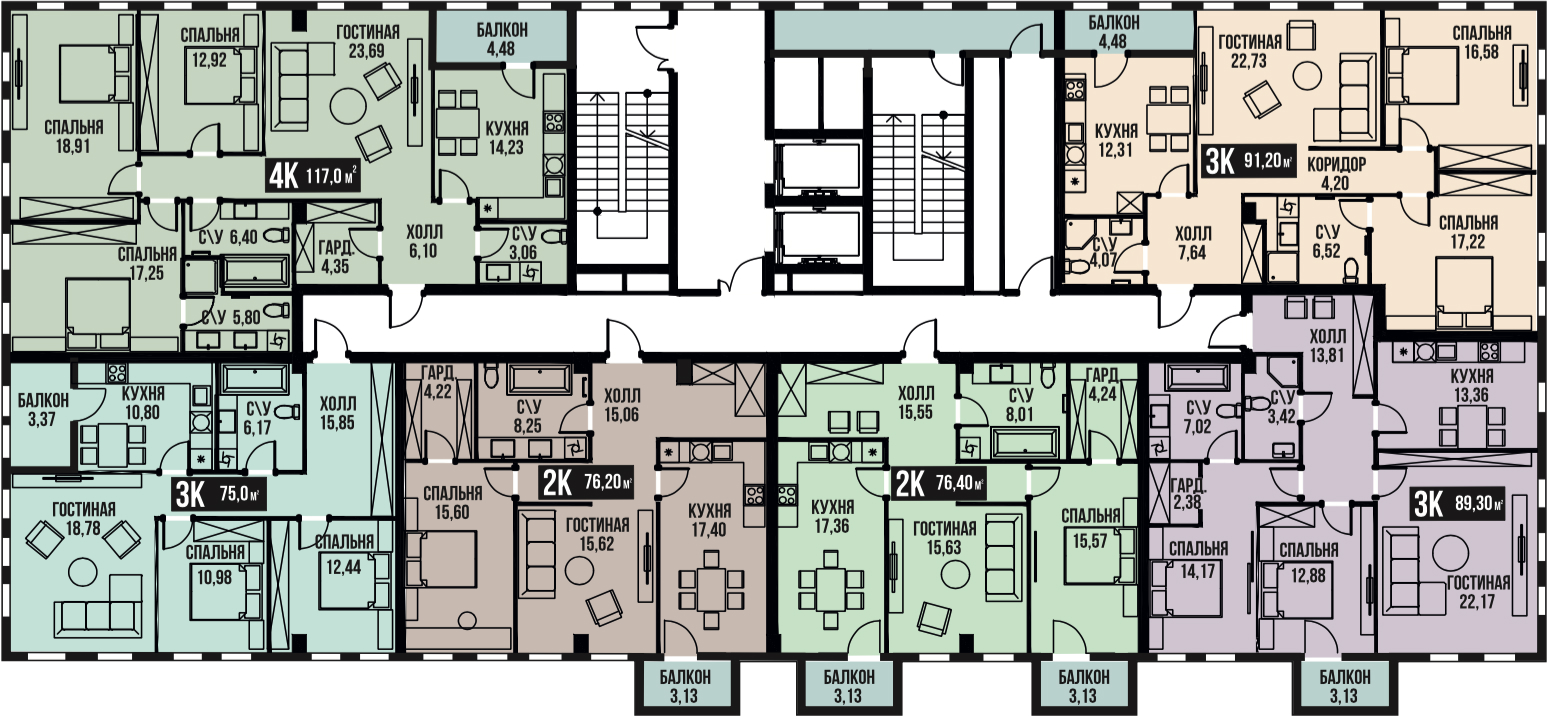 СПАЛЬНЯ
18,91
СПАЛЬНЯ
12,92
ГОСТИНАЯ
23,69
БАЛКОН
4,48
КУХНЯ
14,23
4К 117,0 м²
СПАЛЬНЯ
17,25
С\У 6,40
С\У 5,80
ГАРД.
4,35
ХОЛЛ
6,10
С\У
3,06
БАЛКОН
4,48
КУХНЯ
12,31
ГОСТИНАЯ
22,73
СПАЛЬНЯ
16,58
3К 91,20 м²
КОРИДОР
4,20
С\У
4,07
ХОЛЛ
7,64
С\У
6,52
СПАЛЬНЯ
17,22
БАЛКОН
3,37
КУХНЯ
10,80
С\У
6,17
ХОЛЛ
15,85
3К 75,0 м²
ГОСТИНАЯ
18,78
СПАЛЬНЯ
10,98
СПАЛЬНЯ
12,44
ГАРД.
4,22
С\У
8,25
ХОЛЛ
15,06
2К 76,20 м²
СПАЛЬНЯ
15,60
ГОСТИНАЯ
15,62
КУХНЯ
17,40
БАЛКОН
3,13
ХОЛЛ
15,55
С\У
8,01
ГАРД.
4,24
2К 76,40 м²
КУХНЯ
17,36
ГОСТИНАЯ
15,63
СПАЛЬНЯ
15,57
БАЛКОН
3,13
БАЛКОН
3,13
ХОЛЛ
13,81
С\У
7,02
С\У
3,42
КУХНЯ
13,36
ГАРД.
2,38
3К 89,30 м²
СПАЛЬНЯ
14,17
СПАЛЬНЯ
12,88
ГОСТИНАЯ
22,17
БАЛКОН
3,13